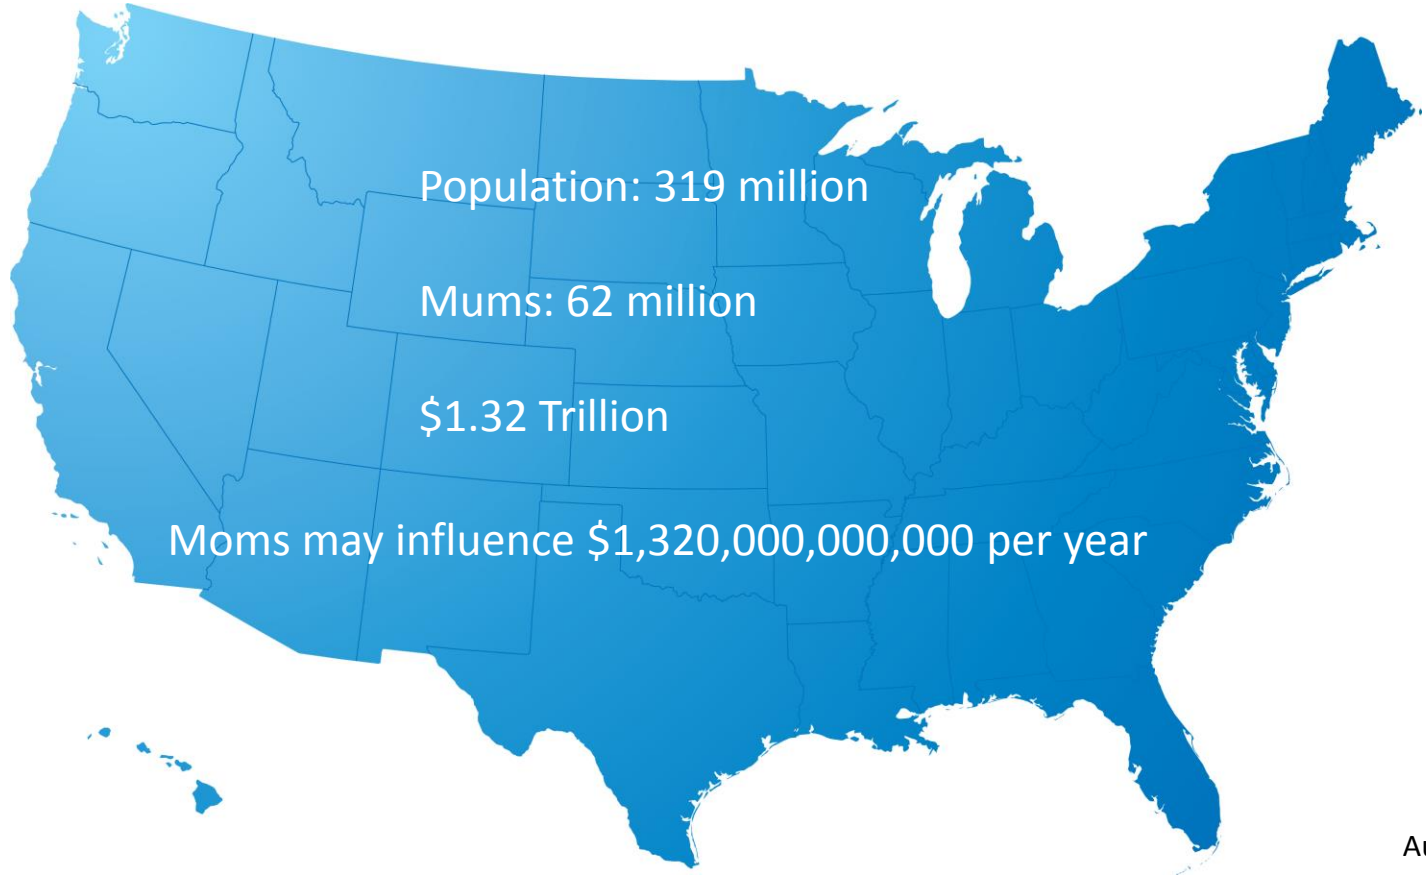 Population: 319 million
Mums: 62 million
$1.32 Trillion
Moms may influence $1,320,000,000,000 per year